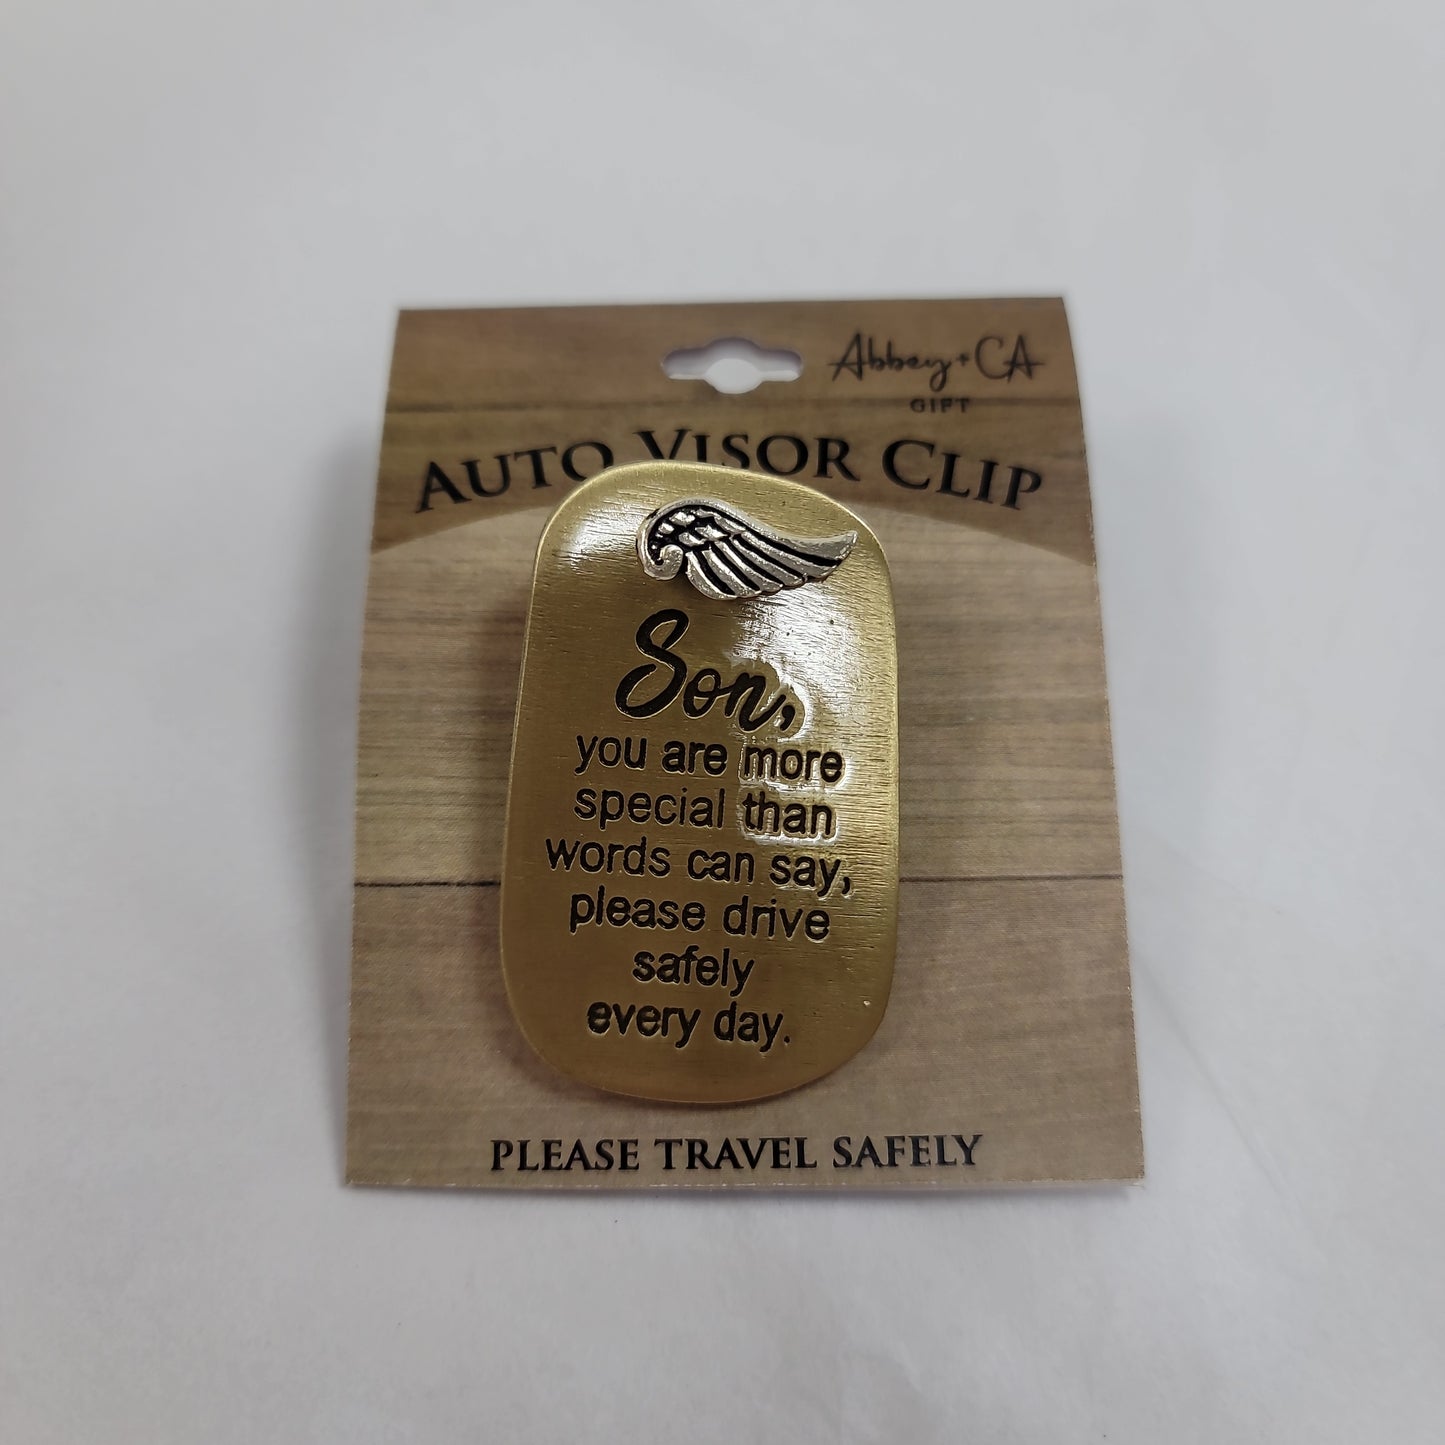 Abbey + CA
GIFT
AUTO VISOR CLIP
Son,
you are more
special than
words can say,
please drive
safely
every day.
PLEASE TRAVEL SAFELY